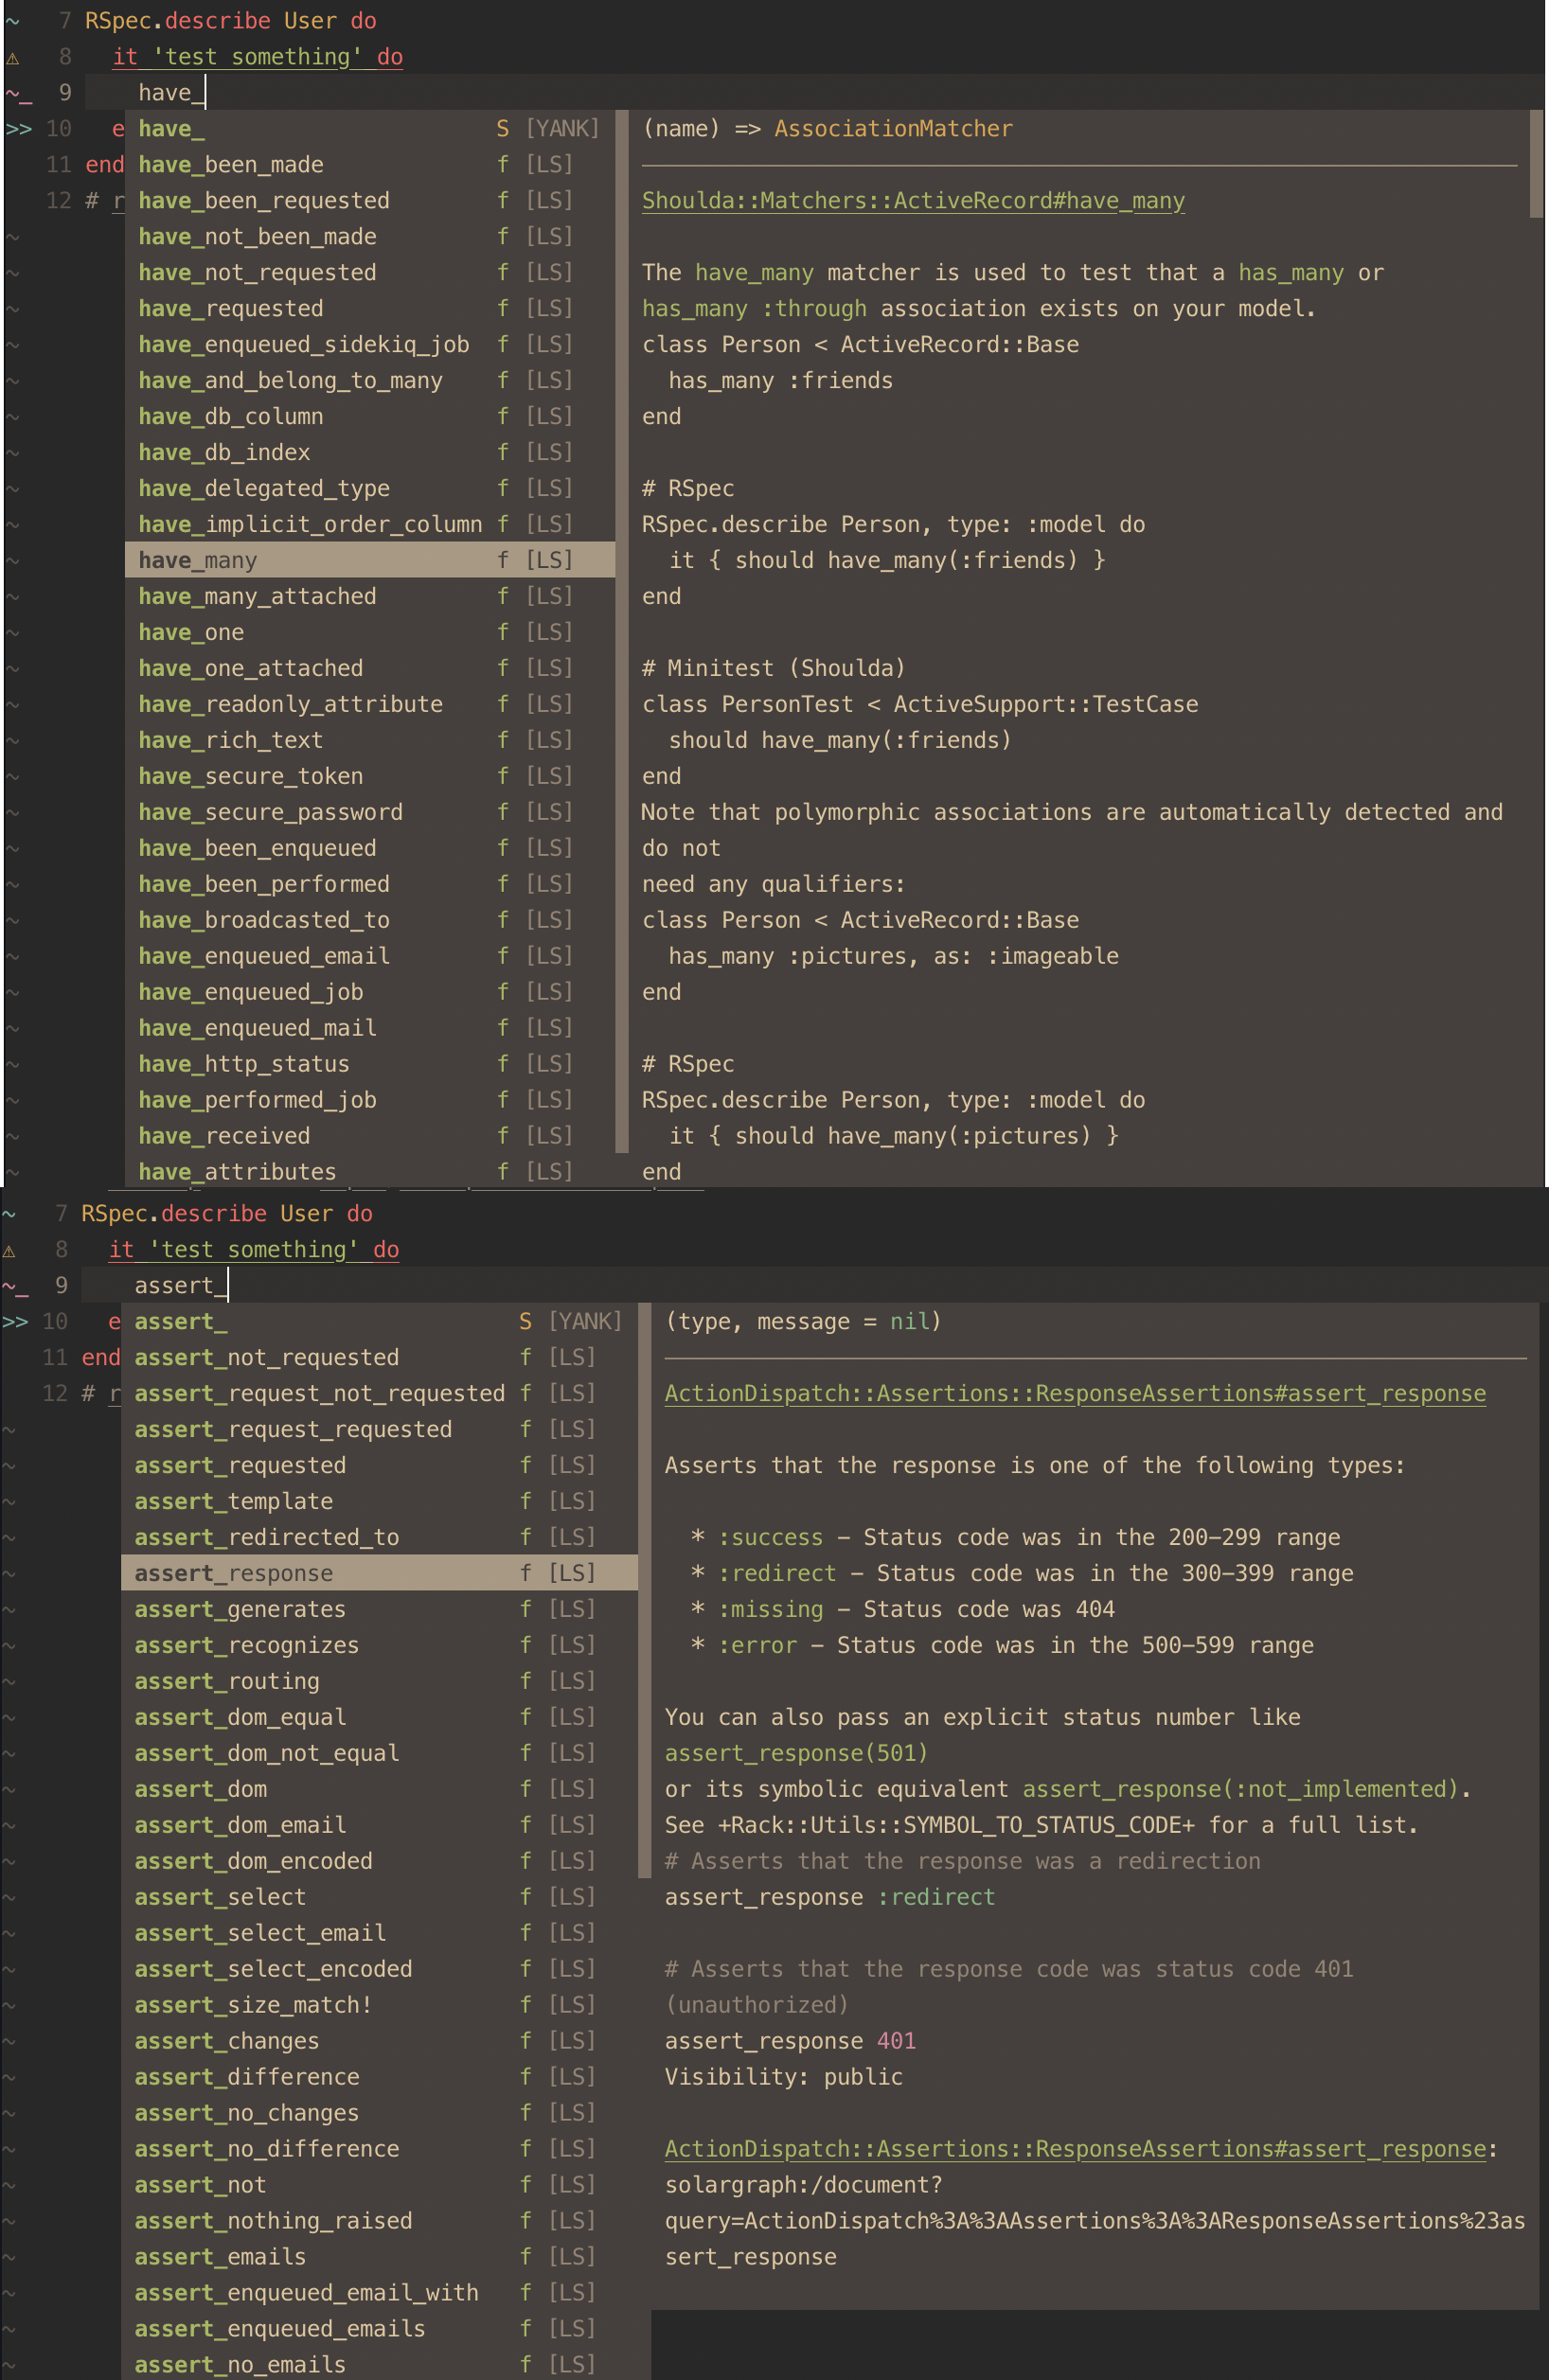 ~ 7 RSpec.describe User do
⚠ 8 it 'test something' do
~_ 9 have_
>> 10 e have_ S [YANK] (name) => AssociationMatcher
11 end have_been_made f [LS]
12 # r have_been_requested f [LS] Shoulda::Matchers::ActiveRecord#have_many
~ have_not_been_made f [LS]
~ have_not_requested f [LS] The have_many matcher is used to test that a has_many or
~ have_requested f [LS] has_many :through association exists on your model.
~ have_enqueued_sidekiq_job f [LS] class Person < ActiveRecord::Base
~ have_and_belong_to_many f [LS] has_many :friends
~ have_db_column f [LS] end
~ have_db_index f [LS]
~ have_delegated_type f [LS] # RSpec
~ have_implicit_order_column f [LS] RSpec.describe Person, type: :model do
~ have_many f [LS] it { should have_many(:friends) }
~ have_many_attached f [LS] end
~ have_one f [LS]
~ have_one_attached f [LS] # Minitest (Shoulda)
~ have_readonly_attribute f [LS] class PersonTest < ActiveSupport::TestCase
~ have_rich_text f [LS] should have_many(:friends)
~ have_secure_token f [LS] end
~ have_secure_password f [LS] Note that polymorphic associations are automatically detected and
~ have_been_enqueued f [LS] do not
~ have_been_performed f [LS] need any qualifiers:
~ have_broadcasted_to f [LS] class Person < ActiveRecord::Base
~ have_enqueued_email f [LS] has_many :pictures, as: :imageable
~ have_enqueued_job f [LS] end
~ have_enqueued_mail f [LS]
~ have_http_status f [LS] # RSpec
~ have_performed_job f [LS] RSpec.describe Person, type: :model do
~ have_received f [LS] it { should have_many(:pictures) }
~ have_attributes f [LS] end
~ 7 RSpec.describe User do
⚠ 8 it 'test something' do
~_ 9 assert_
>> 10 e assert_ S [YANK] (type, message = nil)
11 end assert_not_requested f [LS]
12 # r assert_request_not_requested f [LS] ActionDispatch::Assertions::ResponseAssertions#assert_response
~ assert_request_requested f [LS]
~ assert_requested f [LS] Asserts that the response is one of the following types:
~ assert_template f [LS]
~ assert_redirected_to f [LS] * :success – Status code was in the 200–299 range
~ assert_response f [LS] * :redirect – Status code was in the 300–399 range
~ assert_generates f [LS] * :missing – Status code was 404
~ assert_recognizes f [LS] * :error – Status code was in the 500–599 range
~ assert_routing f [LS]
~ assert_dom_equal f [LS] You can also pass an explicit status number like
~ assert_dom_not_equal f [LS] assert_response(501)
~ assert_dom f [LS] or its symbolic equivalent assert_response(:not_implemented).
~ assert_dom_email f [LS] See +Rack::Utils::SYMBOL_TO_STATUS_CODE+ for a full list.
~ assert_dom_encoded f [LS] # Asserts that the response was a redirection
~ assert_select f [LS] assert_response :redirect
~ assert_select_email f [LS]
~ assert_select_encoded f [LS] # Asserts that the response code was status code 401
~ assert_size_match! f [LS] (unauthorized)
~ assert_changes f [LS] assert_response 401
~ assert_difference f [LS] Visibility: public
~ assert_no_changes f [LS]
~ assert_no_difference f [LS] ActionDispatch::Assertions::ResponseAssertions#assert_response:
~ assert_not f [LS] solargraph:/document?
~ assert_nothing_raised f [LS] query=ActionDispatch%3A%3AAssertions%3A%3AResponseAssertions%23as
~ assert_emails f [LS] sert_response
~ assert_enqueued_email_with f [LS]
~ assert_enqueued_emails f [LS]
~ assert_no_emails f [LS]